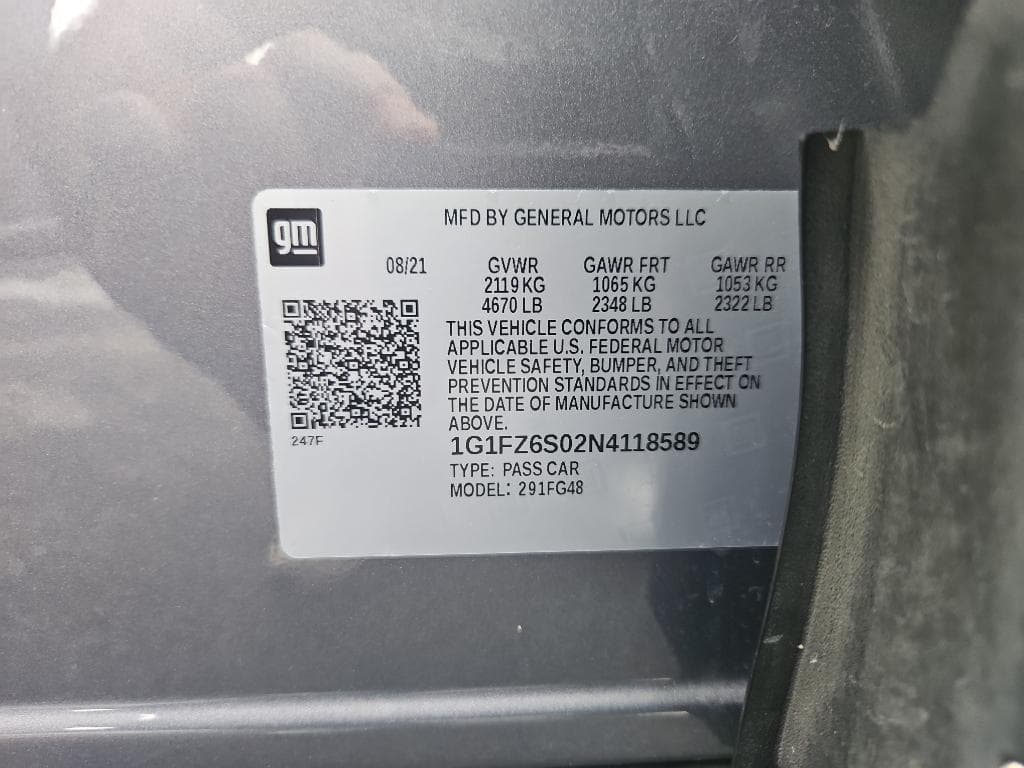 gm
MFD BY GENERAL MOTORS LLC
08/21 GVWR GAWR FRT GAWR RR
2119 KG 1065 KG 1053 KG
4670 LB 2348 LB 2322 LB
THIS VEHICLE CONFORMS TO ALL
APPLICABLE U.S. FEDERAL MOTOR
VEHICLE SAFETY, BUMPER, AND THEFT
PREVENTION STANDARDS IN EFFECT ON
THE DATE OF MANUFACTURE SHOWN
ABOVE.
247F
1G1FZ6S02N4118589
TYPE: PASS CAR
MODEL: 291FG48